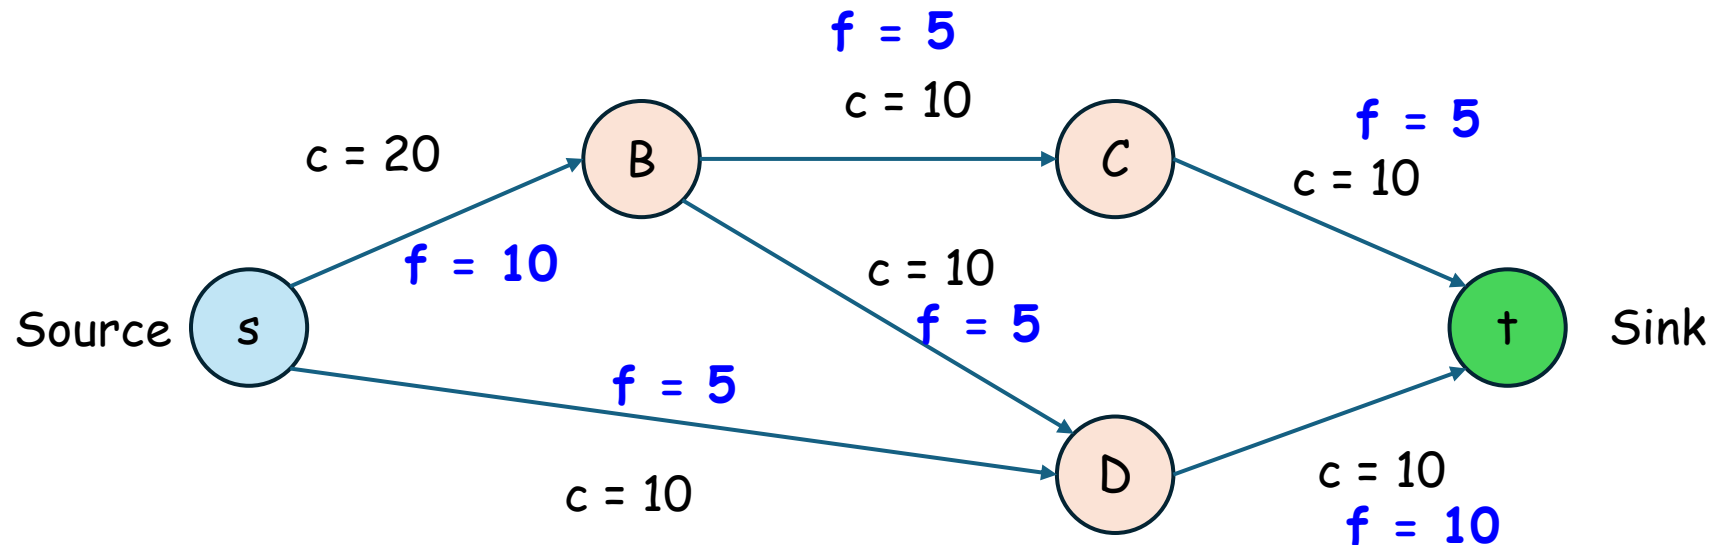 f = 5
c = 10
f = 5
c = 20
B
C
c = 10
f = 10
c = 10
f = 5
Source
s
t
Sink
f = 5
c = 10
D
c = 10
f = 10